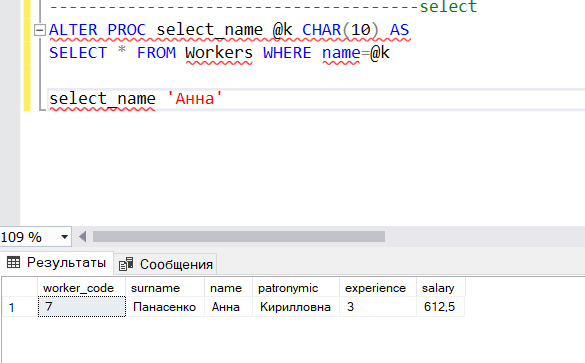 ---------------------------------------select
ALTER PROC select_name @k CHAR(10) AS
SELECT * FROM Workers WHERE name=@k
select_name 'Анна'
109 %
Результаты Сообщения
worker_code surname name patronymic experience salary
1 7 Панасенко Анна Кирилловна 3 612,5